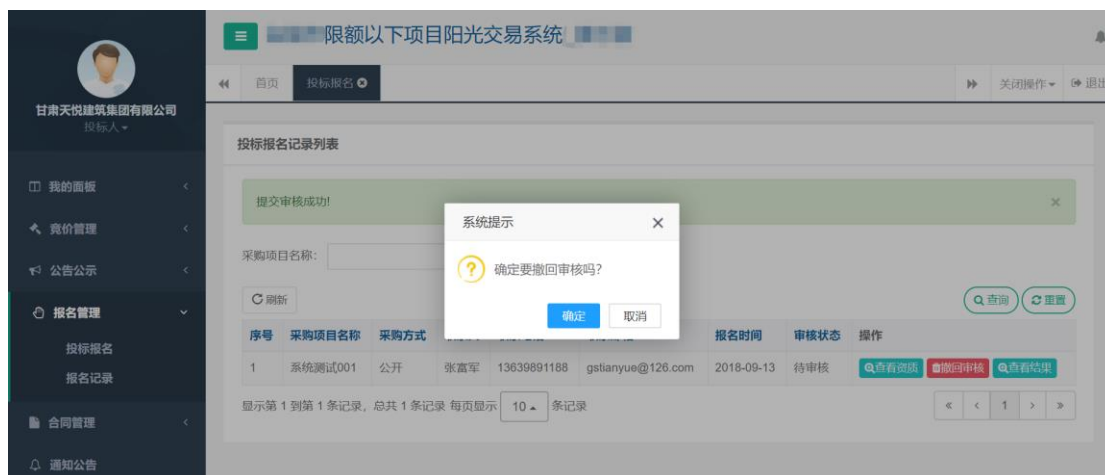 限额以下项目阳光交易系统
首页 投标报名 关闭操作 退出
甘肃天悦建筑集团有限公司
投标人
我的面板
竞价管理
公告公示
报名管理
投标报名
报名记录
合同管理
通知公告
投标报名记录列表
提交审核成功!
采购项目名称:
刷新
查询 重置
系统提示
确定要撤回审核吗?
确定 取消
序号 采购项目名称 采购方式 报名时间 审核状态 操作
1 系统测试001 公开 张富军 13639891188 gstianyue@126.com 2018-09-13 待审核 查看资质 撤回审核 查看结果
显示第 1 到第 1 条记录，总共 1 条记录 每页显示 10 条记录
« ‹ 1 › »